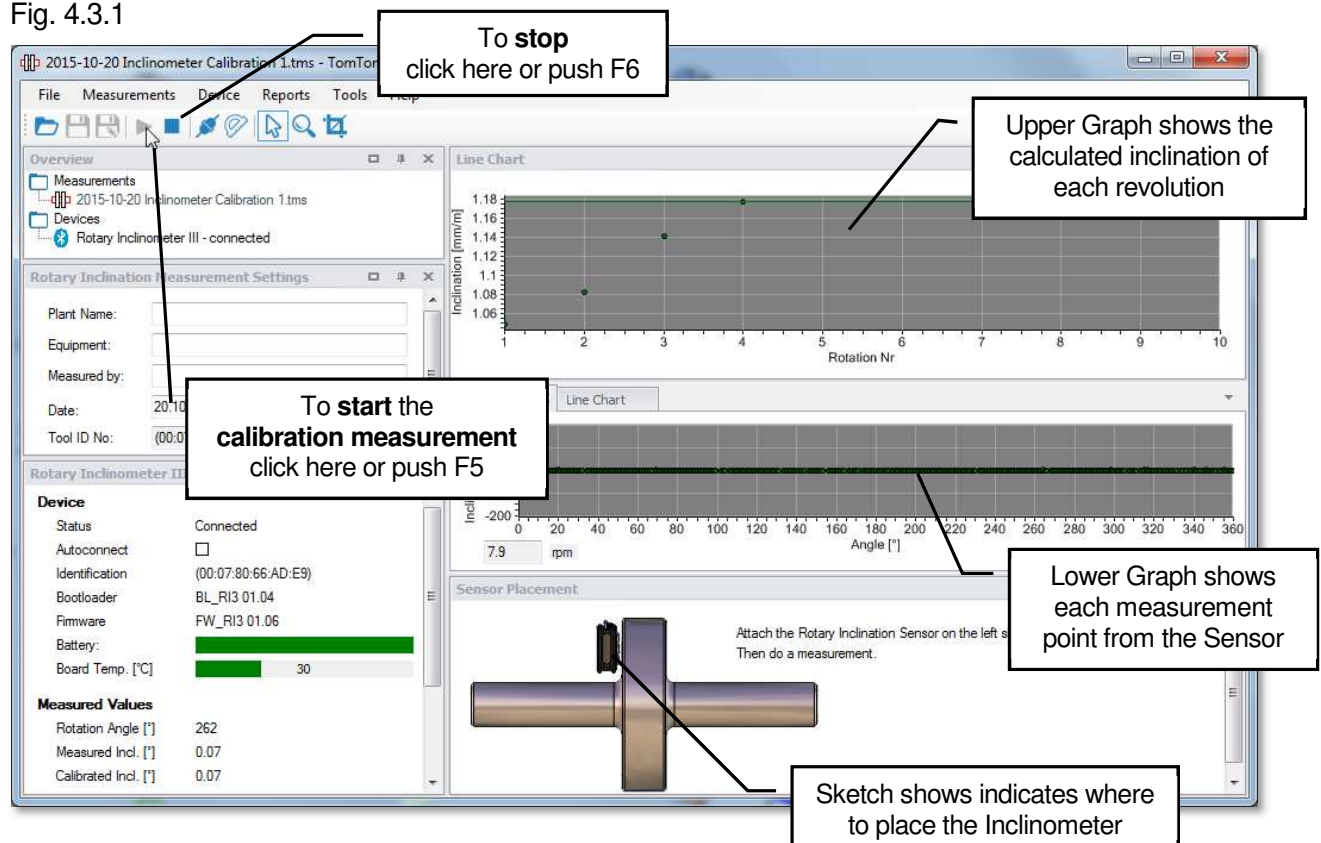 Fig. 4.3.1
To stop
click here or push F6
2015-10-20 Inclinometer Calibration 1.tms - TomTom
File Measurements Device Reports Tools Help
Upper Graph shows the
calculated inclination of
each revolution
Overview
Measurements
2015-10-20 Inclinometer Calibration 1.tms
Devices
Rotary Inclinometer III - connected
Line Chart
Inclination [mm/m]
1.18
1.16
1.14
1.12
1.1
1.08
1.06
1 2 3 4 5 6 7 8 9 10
Rotation Nr
Rotary Inclination Measurement Settings
Plant Name:
Equipment:
Measured by:
Date: 20.10
Tool ID No: (00:07
To start the
calibration measurement
click here or push F5
Line Chart
-200
0 20 40 60 80 100 120 140 160 180 200 220 240 260 280 300 320 340 360
Angle [°]
7.9 rpm
Lower Graph shows
each measurement
point from the Sensor
Rotary Inclinometer III
Device
Status Connected
Autoconnect
Identification (00:07:80:66:AD:E9)
Bootloader BL_RI3 01.04
Firmware FW_RI3 01.06
Battery:
Board Temp. [°C] 30
Measured Values
Rotation Angle [°] 262
Measured Incl. [°] 0.07
Calibrated Incl. [°] 0.07
Sensor Placement
Attach the Rotary Inclination Sensor on the left s
Then do a measurement.
Sketch shows indicates where
to place the Inclinometer